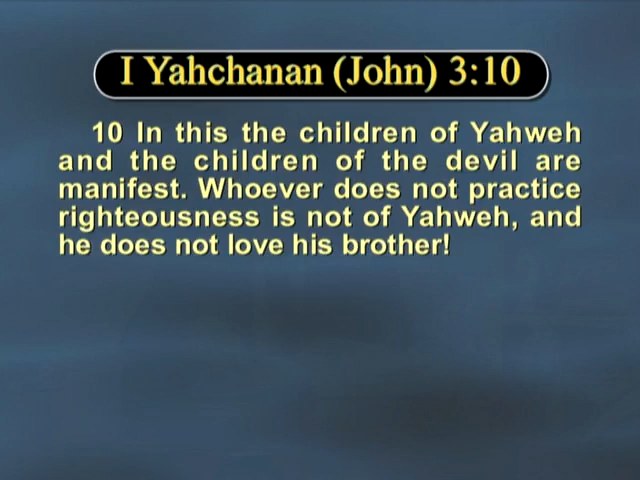 I Yahchanan (John) 3:10
10 In this the children of Yahweh
and the children of the devil are
manifest. Whoever does not practice
righteousness is not of Yahweh, and
he does not love his brother!